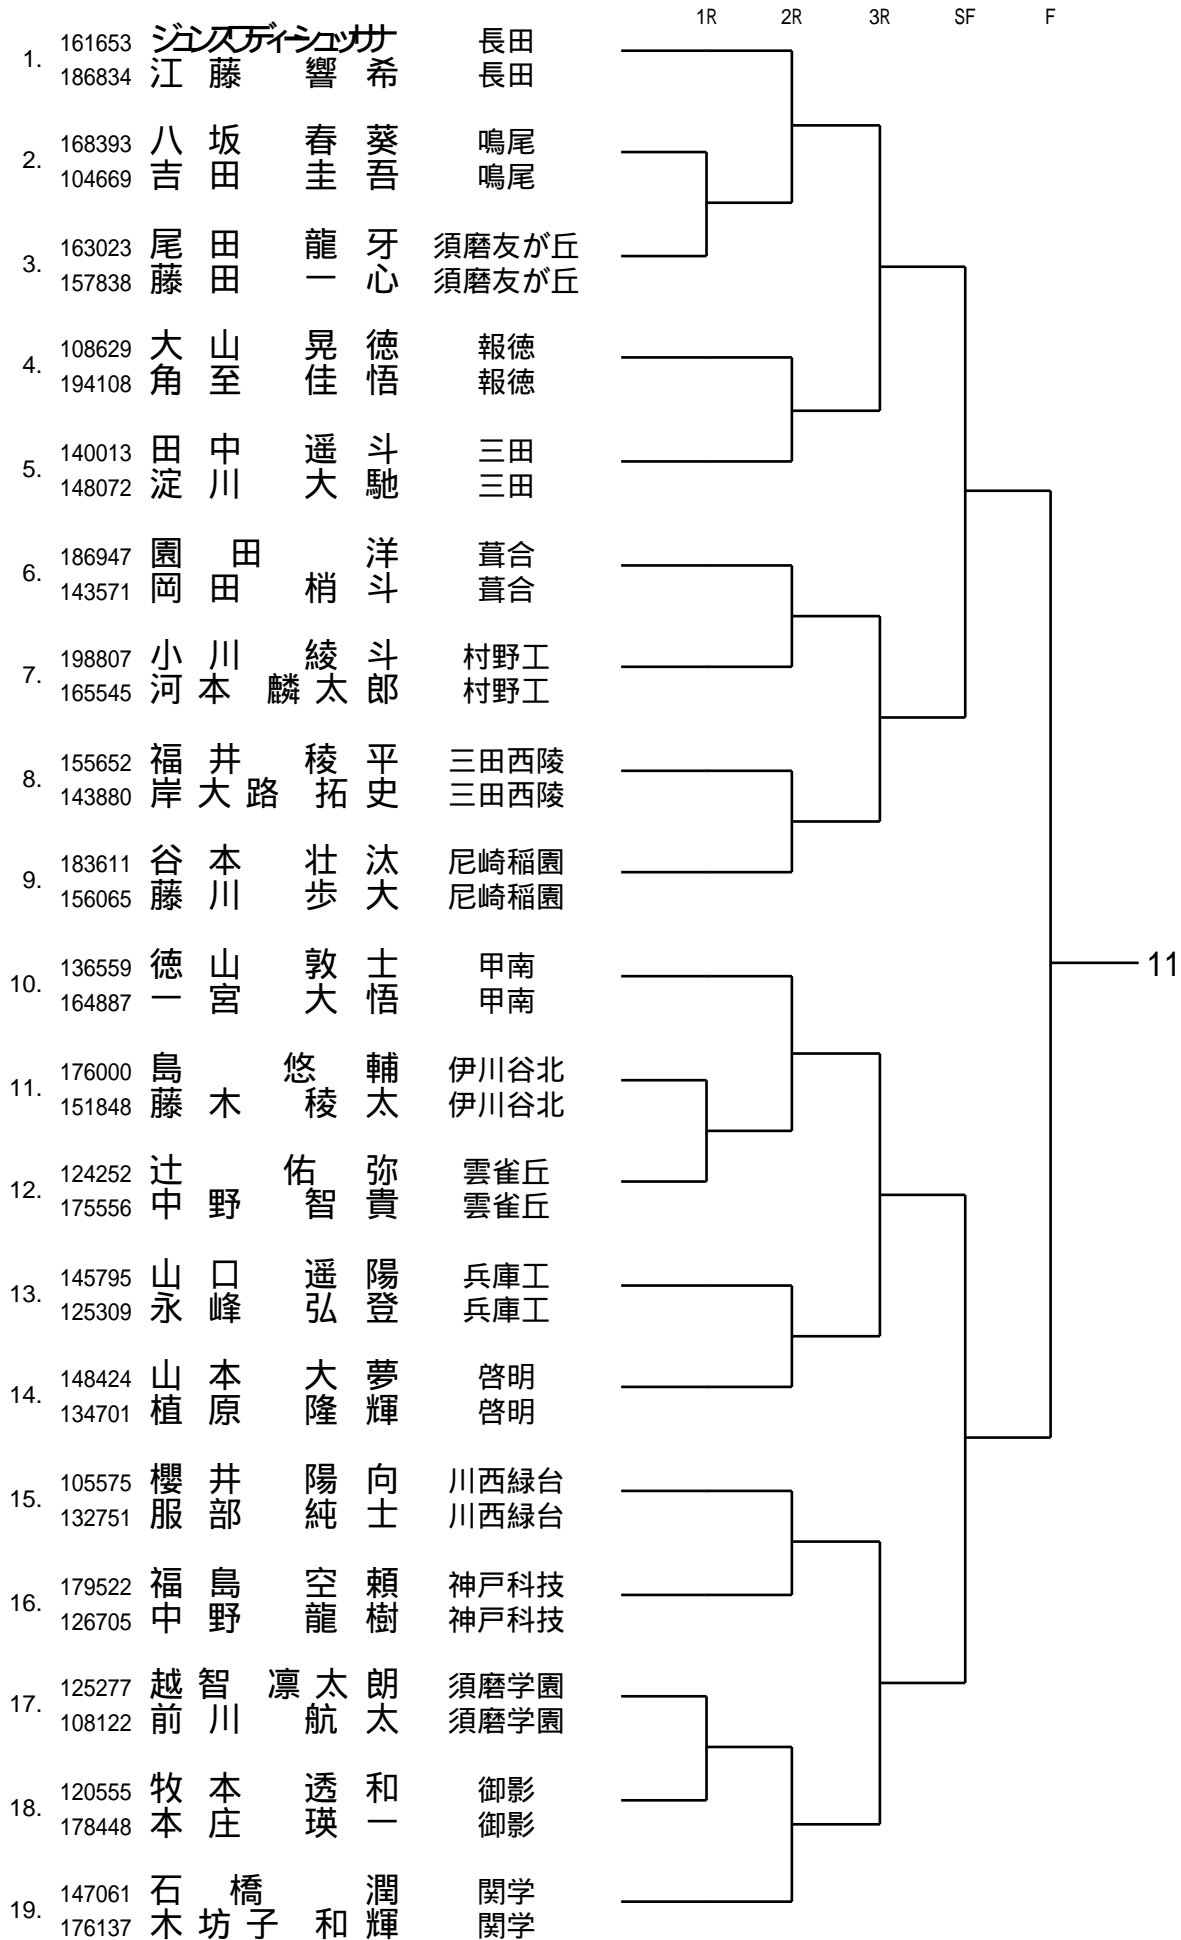 1R 2R 3R SF F
1. 161653 ジュンスディーシュッサナ 長田
186834 江藤 響希 長田
2. 168393 八坂 春葵 鳴尾
104669 吉田 圭吾 鳴尾
3. 163023 尾田 龍牙 須磨友が丘
157838 藤田 一心 須磨友が丘
4. 108629 大山 晃徳 報徳
194108 角至 佳悟 報徳
5. 140013 田中 遥斗 三田
148072 淀川 大馳 三田
6. 186947 園田 洋 葺合
143571 岡田 梢斗 葺合
7. 198807 小川 綾斗 村野工
165545 河本 麟太郎 村野工
8. 155652 福井 稜平 三田西陵
143880 岸大路 拓史 三田西陵
9. 183611 谷本 壮汰 尼崎稲園
156065 藤川 歩大 尼崎稲園
10. 136559 徳山 敦士 甲南
164887 一宮 大悟 甲南
11
11. 176000 島 悠輔 伊川谷北
151848 藤木 稜太 伊川谷北
12. 124252 辻 佑弥 雲雀丘
175556 中野 智貴 雲雀丘
13. 145795 山口 遥陽 兵庫工
125309 永峰 弘登 兵庫工
14. 148424 山本 大夢 啓明
134701 植原 隆輝 啓明
15. 105575 櫻井 陽向 川西緑台
132751 服部 純士 川西緑台
16. 179522 福島 空頼 神戸科技
126705 中野 龍樹 神戸科技
17. 125277 越智 凛太朗 須磨学園
108122 前川 航太 須磨学園
18. 120555 牧本 透和 御影
178448 本庄 瑛一 御影
19. 147061 石橋 潤 関学
176137 木坊子 和輝 関学